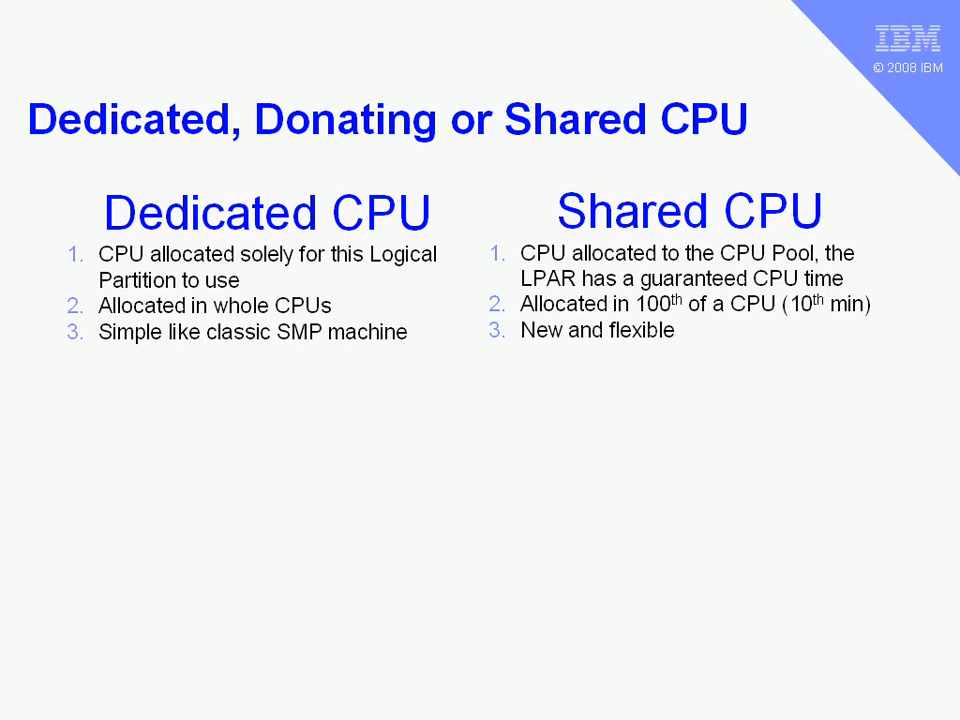 IBM
© 2008 IBM
Dedicated, Donating or Shared CPU
Dedicated CPU
1. CPU allocated solely for this Logical
Partition to use
2. Allocated in whole CPUs
3. Simple like classic SMP machine
Shared CPU
1. CPU allocated to the CPU Pool, the
LPAR has a guaranteed CPU time
2. Allocated in 100th of a CPU (10th min)
3. New and flexible